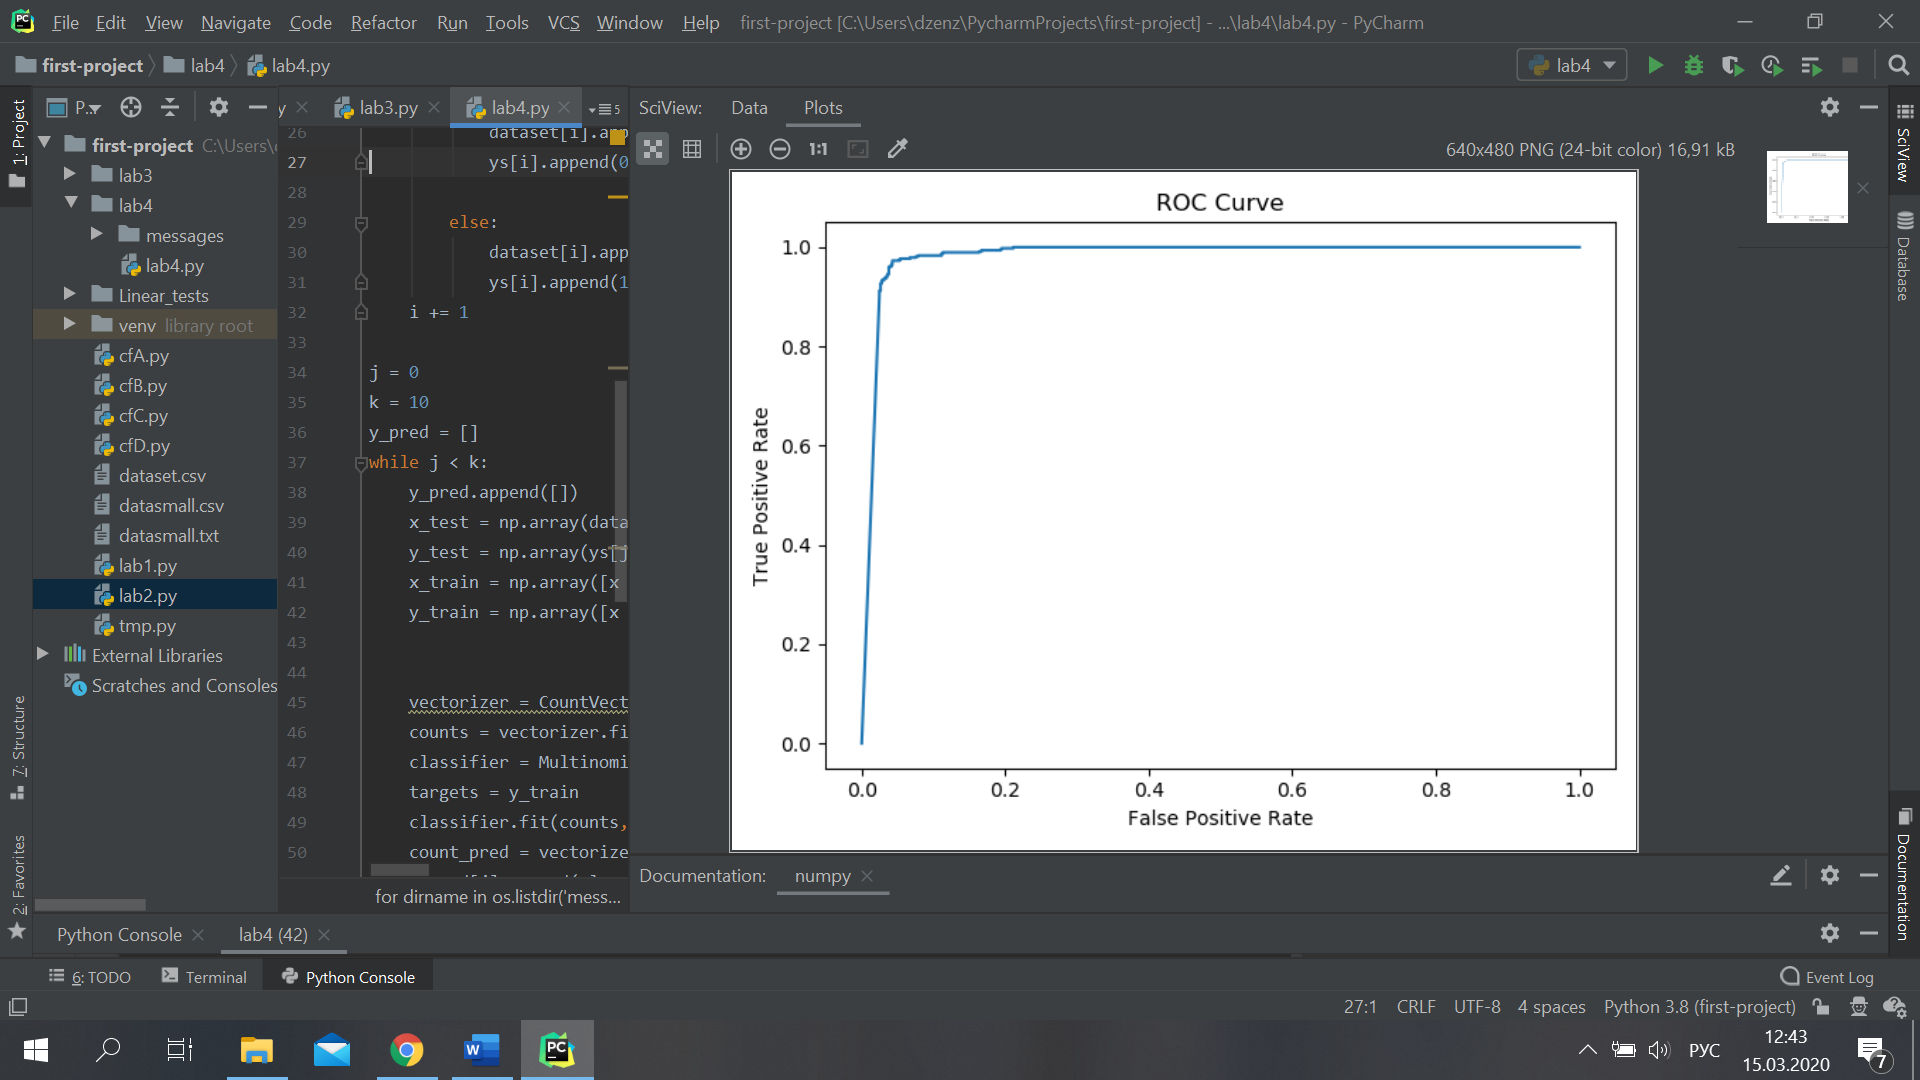 File Edit View Navigate Code Refactor Run Tools VCS Window Help first-project [C:\Users\dzenz\PycharmProjects\first-project] - ...\lab4\lab4.py - PyCharm
first-project lab4 lab4.py
lab4
1: Project
P..
lab3.py
lab4.py
5
SciView: Data Plots
first-project C:\Users\
lab3
lab4
messages
lab4.py
Linear_tests
venv library root
cfA.py
cfB.py
cfC.py
cfD.py
dataset.csv
datasmall.csv
datasmall.txt
lab1.py
lab2.py
tmp.py
External Libraries
Scratches and Consoles
7: Structure
2: Favorites
26 dataset[i].app
27 ys[i].append(0
28
29 else:
30 dataset[i].app
31 ys[i].append(1
32 i += 1
33
34 j = 0
35 k = 10
36 y_pred = []
37 while j < k:
38 y_pred.append([])
39 x_test = np.array(data
40 y_test = np.array(ys[j
41 x_train = np.array([x
42 y_train = np.array([x
43
44
45 vectorizer = CountVect
46 counts = vectorizer.fi
47 classifier = Multinomi
48 targets = y_train
49 classifier.fit(counts,
50 count_pred = vectorize
for dirname in os.listdir('mess...
1:1
640x480 PNG (24-bit color) 16,91 kB
ROC Curve
True Positive Rate
1.0
0.8
0.6
0.4
0.2
0.0
0.0 0.2 0.4 0.6 0.8 1.0
False Positive Rate
SciView
Database
Documentation
Documentation: numpy
Python Console lab4 (42)
6: TODO Terminal Python Console Event Log
27:1 CRLF UTF-8 4 spaces Python 3.8 (first-project)
РУС
12:43
15.03.2020
7